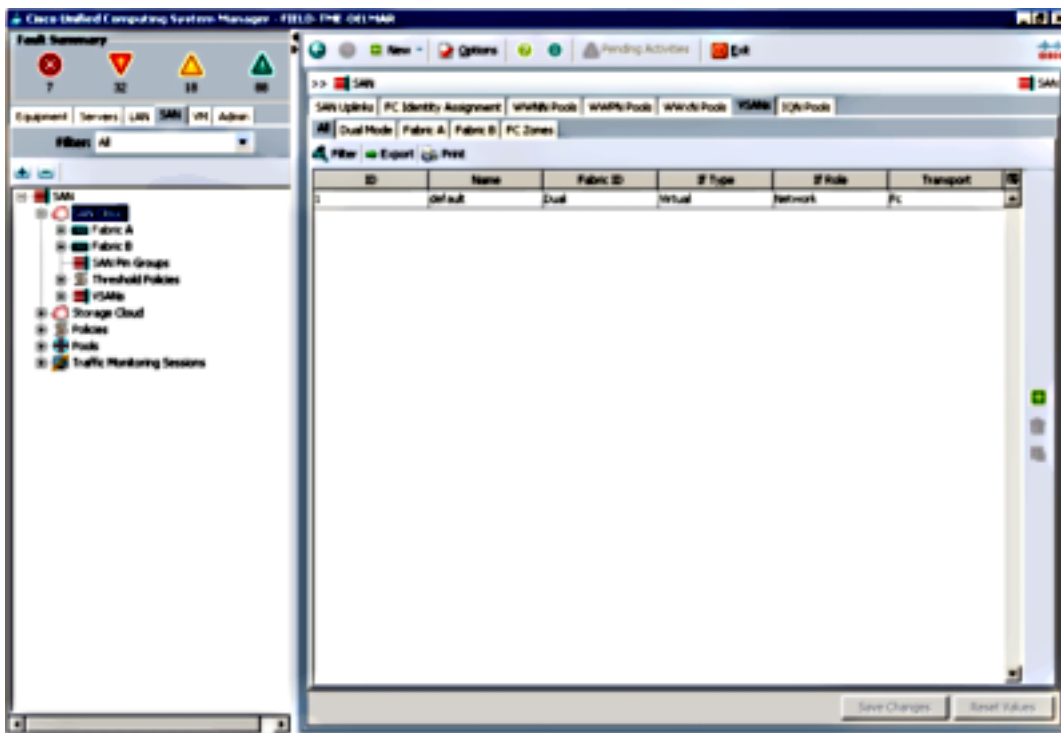 Cisco Unified Computing System Manager - FIELD-TME-DELMAR
Fault Summary
7 32 18 88
Equipment Servers LAN SAN VM Admin
Filter: All
SAN
Fabric A
Fabric B
SAN Pin Groups
Threshold Policies
VSANs
Storage Cloud
Policies
Pools
Traffic Monitoring Sessions
New Options Pending Activities Exit
>> SAN SAN
SAN Uplinks FC Identity Assignment WWNN Pools WWPN Pools WWxN Pools VSANs IQN Pools
All Dual Mode Fabric A Fabric B FC Zones
Filter Export Print
ID Name Fabric ID If Type If Role Transport
1 default Dual Virtual Network Fc
Save Changes Reset Values